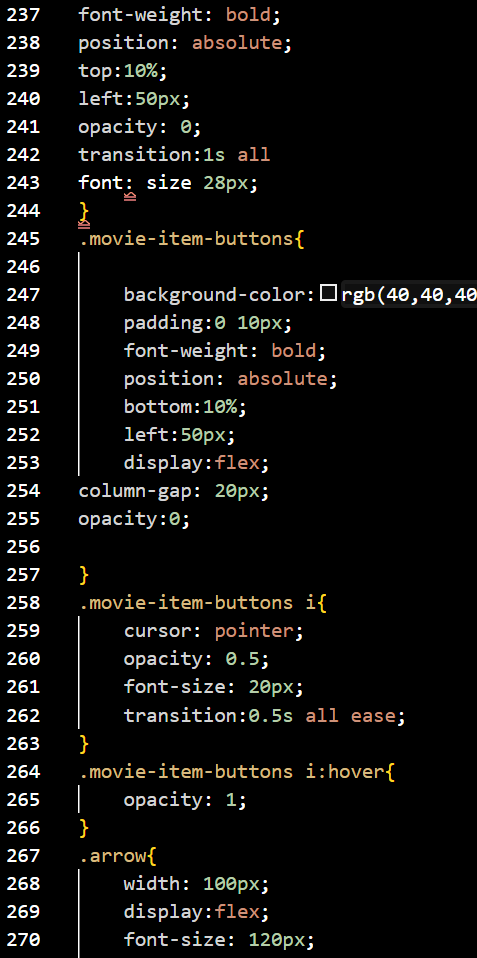 237 font-weight: bold;
238 position: absolute;
239 top:10%;
240 left:50px;
241 opacity: 0;
242 transition:1s all
243 font: size 28px;
244 }
245 .movie-item-buttons{
246
247 background-color: rgb(40,40,40
248 padding:0 10px;
249 font-weight: bold;
250 position: absolute;
251 bottom:10%;
252 left:50px;
253 display:flex;
254 column-gap: 20px;
255 opacity:0;
256
257 }
258 .movie-item-buttons i{
259 cursor: pointer;
260 opacity: 0.5;
261 font-size: 20px;
262 transition:0.5s all ease;
263 }
264 .movie-item-buttons i:hover{
265 opacity: 1;
266 }
267 .arrow{
268 width: 100px;
269 display:flex;
270 font-size: 120px;